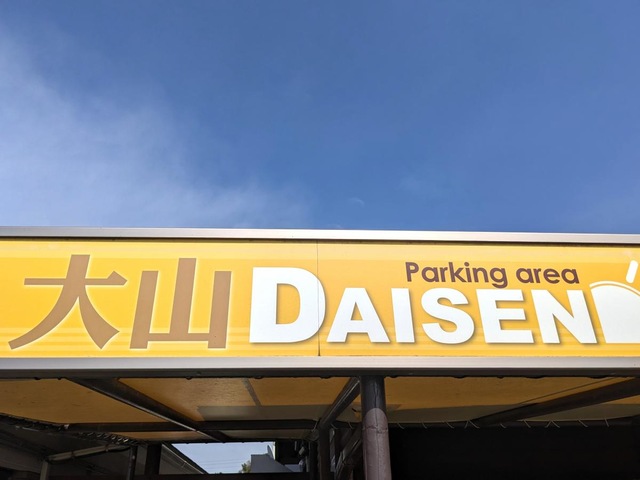 Parking area
大山 DAISEN